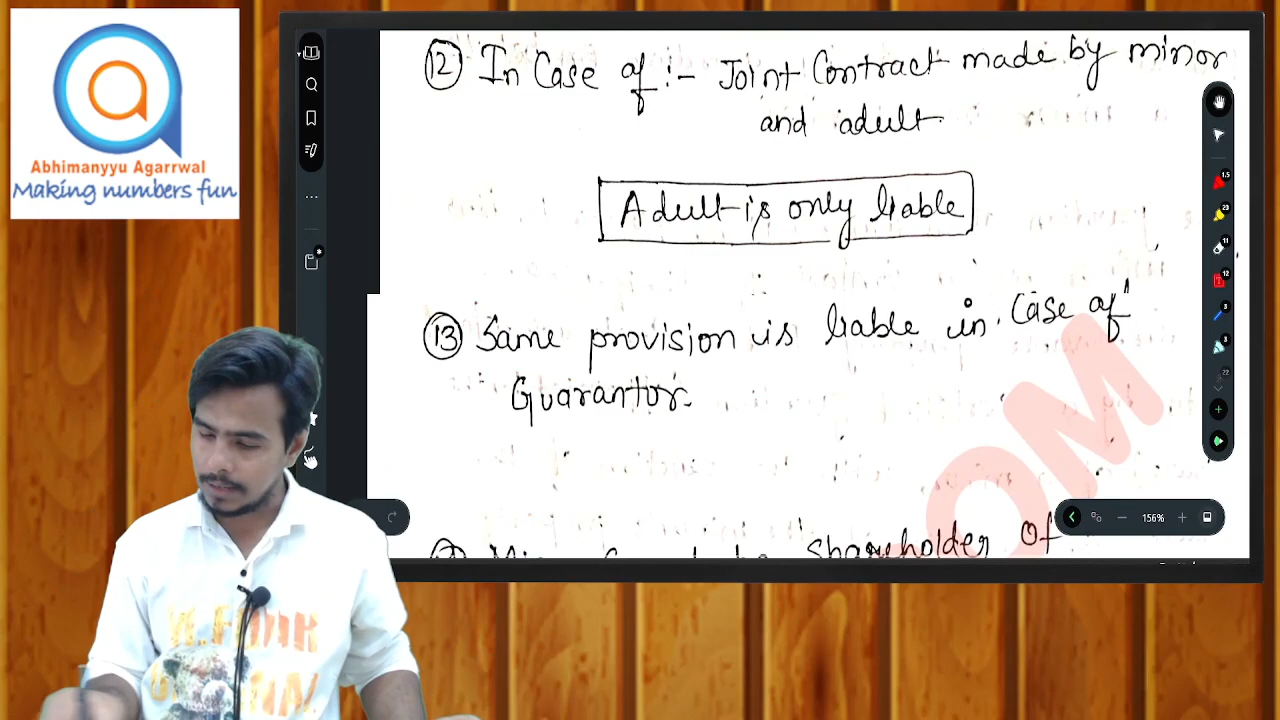 Abhimanyyu Agarrwal
Making numbers fun
(12) In Case of :- Joint Contract made by minor
and adult
Adult is only liable
(13) Same provision is liable in Case of
Guarantor.
shareholder of
OM
156%